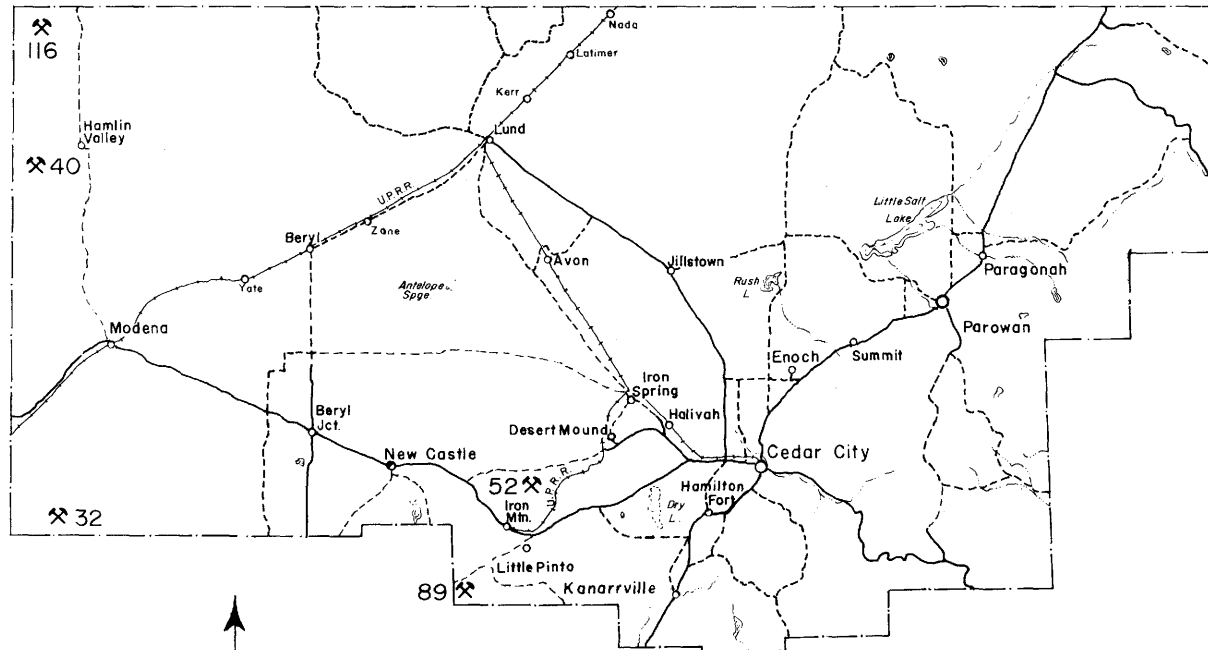 Nada
116
Latimer
Kerr
Lund
Hamlin
Valley
40
U.P.R.R.
Little Salt
Lake
Zane
Beryl
Avon
Jillstown
Paragonah
Yate
Antelope
Spgs
Rush
L.
Parowan
Modena
Enoch
Summit
Iron
Spring
Beryl
Jct.
Halivah
Desert Mound
New Castle
Cedar City
52
U.P.R.R.
Hamilton
Fort
Dry
L.
32
Iron
Mtn.
Little Pinto
89
Kanarrville